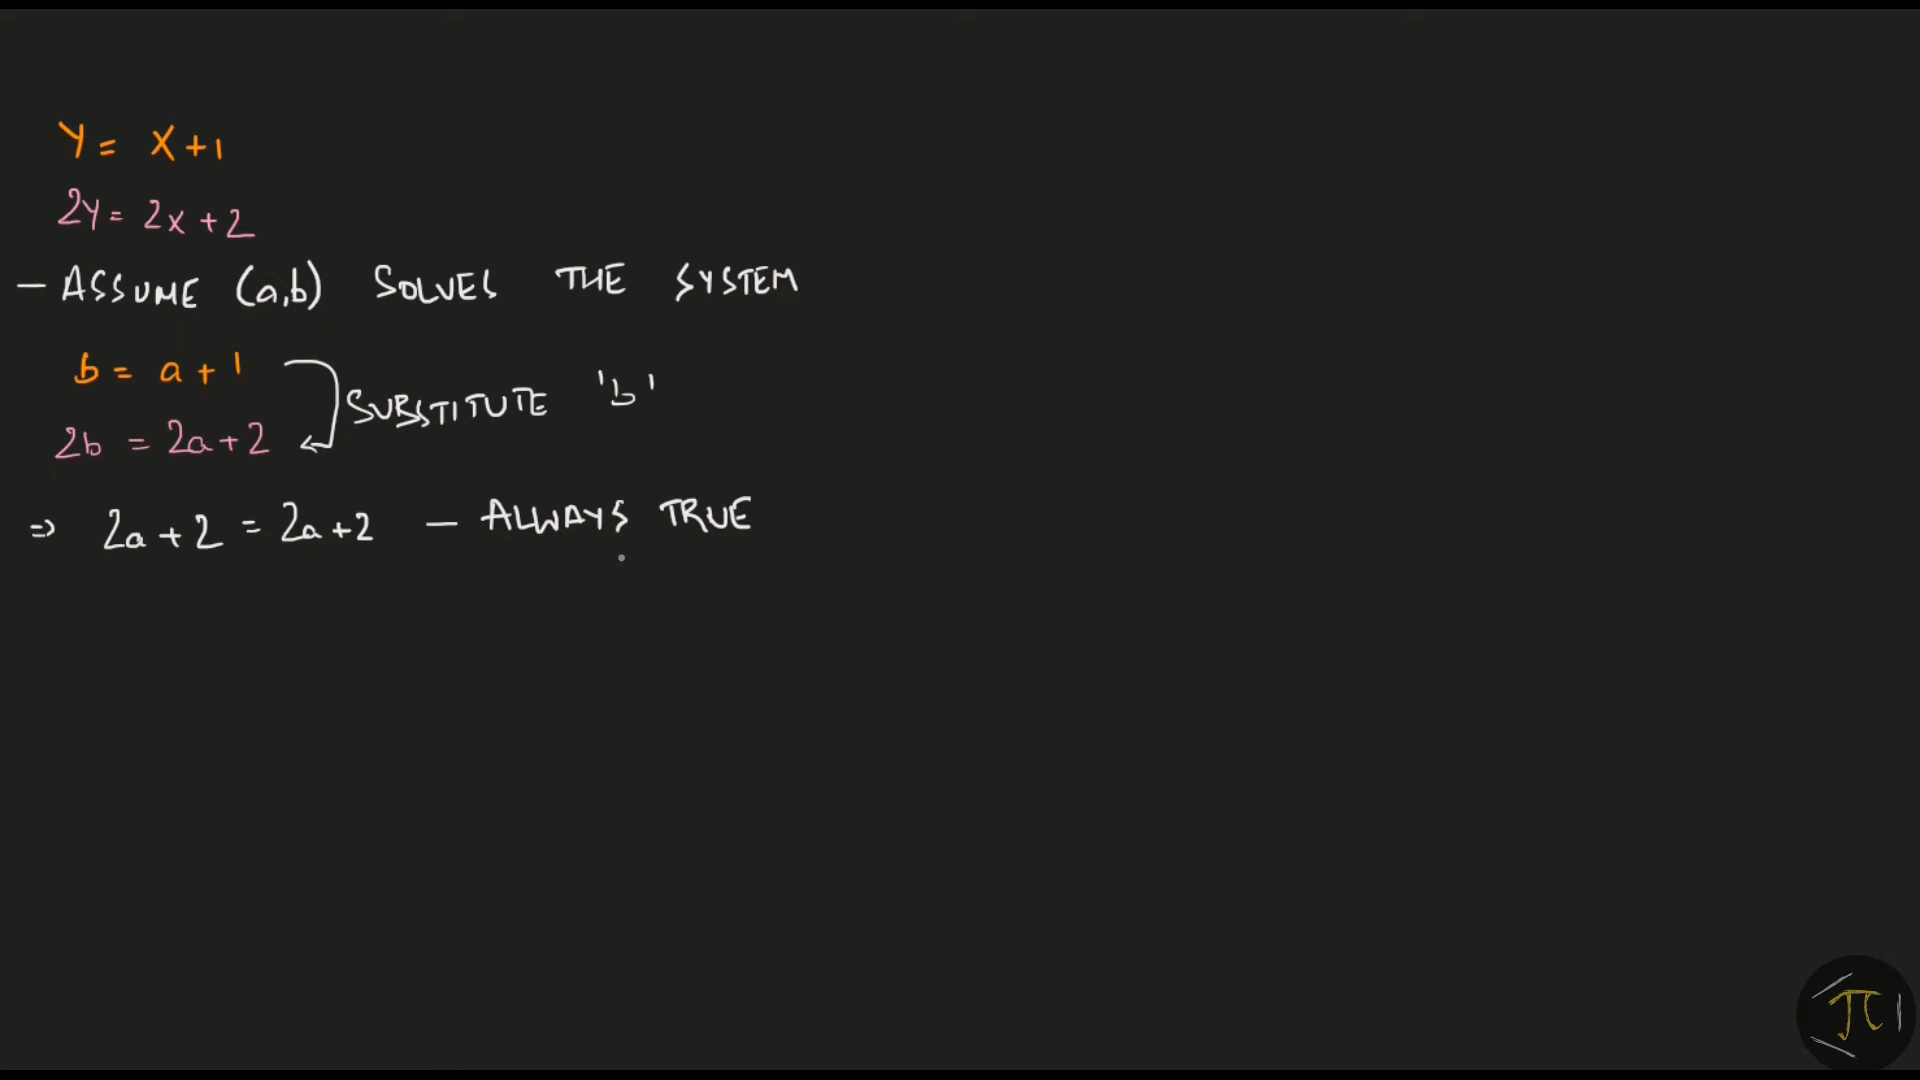 Y = X+1
2Y = 2X+2
- ASSUME (a,b) SOLVES THE SYSTEM
b = a + 1
SUBSTITUTE 'b'
2b = 2a+2
⇒ 2a+2 = 2a+2 - ALWAYS TRUE
<π|